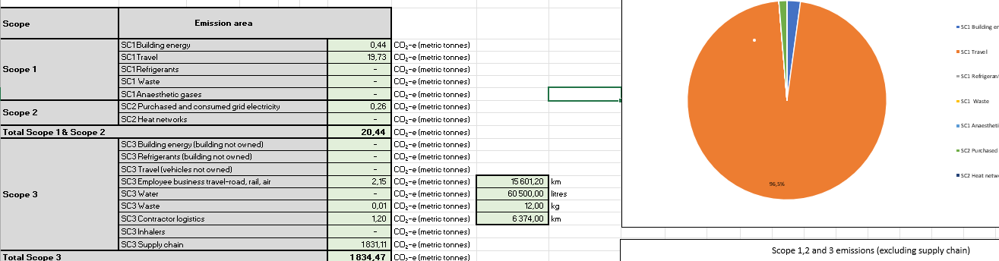 Scope Emission area
Scope 1
SC1 Building energy 0,44 CO₂-e (metric tonnes)
SC1 Travel 19,73 CO₂-e (metric tonnes)
SC1 Refrigerants - CO₂-e (metric tonnes)
SC1 Waste - CO₂-e (metric tonnes)
SC1 Anaesthetic gases - CO₂-e (metric tonnes)
Scope 2
SC2 Purchased and consumed grid electricity 0,26 CO₂-e (metric tonnes)
SC2 Heat networks - CO₂-e (metric tonnes)
Total Scope 1 & Scope 2 20,44 CO₂-e (metric tonnes)
Scope 3
SC3 Building energy (building not owned) - CO₂-e (metric tonnes)
SC3 Refrigerants (building not owned) - CO₂-e (metric tonnes)
SC3 Travel (vehicles not owned) - CO₂-e (metric tonnes)
SC3 Employee business travel-road, rail, air 2,15 CO₂-e (metric tonnes) 15 601,20 km
SC3 Water - CO₂-e (metric tonnes) 60 500,00 litres
SC3 Waste 0,01 CO₂-e (metric tonnes) 12,00 kg
SC3 Contractor logistics 1,20 CO₂-e (metric tonnes) 6 374,00 km
SC3 Inhalers - CO₂-e (metric tonnes)
SC3 Supply chain 1831,11 CO₂-e (metric tonnes)
Total Scope 3 1 834,47 CO₂-e (metric tonnes)
96,5%
SC1 Building er
SC1 Travel
SC1 Refrigeran
SC1 Waste
SC1 Anaestheti
SC2 Purchased
SC2 Heat netw
Scope 1,2 and 3 emissions (excluding supply chain)